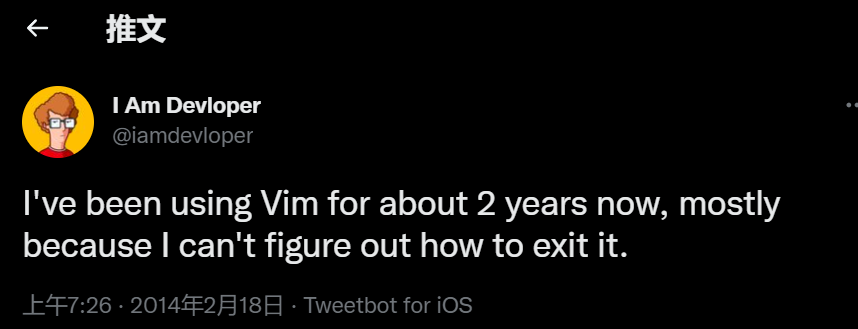 推文
I Am Devloper
@iamdevloper
I've been using Vim for about 2 years now, mostly
because I can't figure out how to exit it.
上午7:26 · 2014年2月18日 · Tweetbot for iOS